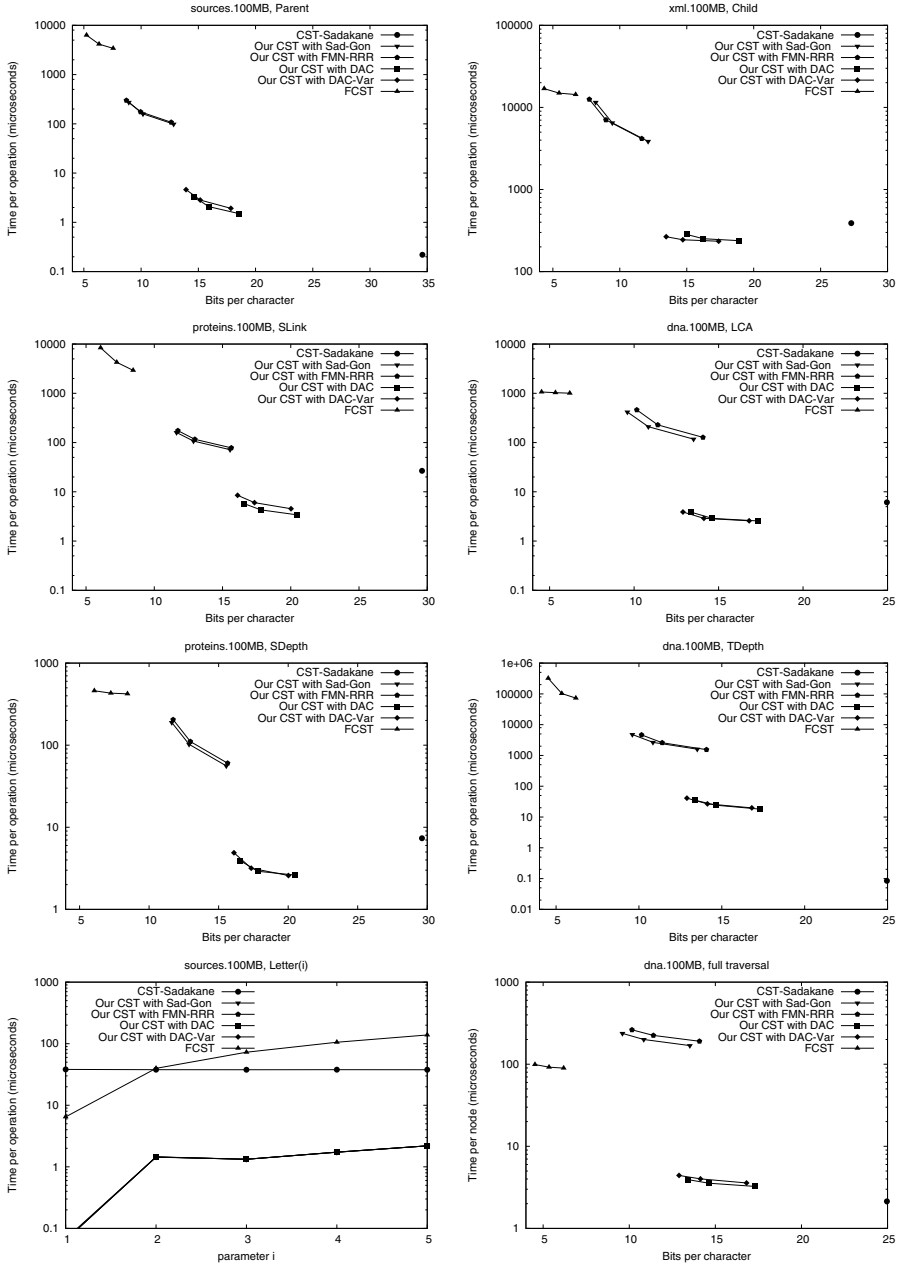 sources.100MB, Parent
Time per operation (microseconds)
10000
1000
100
10
1
0.1
5
10
15
20
25
30
35
Bits per character
CST-Sadakane
Our CST with Sad-Gon
Our CST with FMN-RRR
Our CST with DAC
Our CST with DAC-Var
FCST
xml.100MB, Child
Time per operation (microseconds)
100000
10000
1000
100
5
10
15
20
25
30
Bits per character
CST-Sadakane
Our CST with Sad-Gon
Our CST with FMN-RRR
Our CST with DAC
Our CST with DAC-Var
FCST
proteins.100MB, SLink
Time per operation (microseconds)
10000
1000
100
10
1
0.1
5
10
15
20
25
30
Bits per character
CST-Sadakane
Our CST with Sad-Gon
Our CST with FMN-RRR
Our CST with DAC
Our CST with DAC-Var
FCST
dna.100MB, LCA
Time per operation (microseconds)
10000
1000
100
10
1
0.1
5
10
15
20
25
Bits per character
CST-Sadakane
Our CST with Sad-Gon
Our CST with FMN-RRR
Our CST with DAC
Our CST with DAC-Var
FCST
proteins.100MB, SDepth
Time per operation (microseconds)
1000
100
10
1
5
10
15
20
25
30
Bits per character
CST-Sadakane
Our CST with Sad-Gon
Our CST with FMN-RRR
Our CST with DAC
Our CST with DAC-Var
FCST
dna.100MB, TDepth
Time per operation (microseconds)
1e+06
100000
10000
1000
100
10
1
0.1
0.01
5
10
15
20
25
Bits per character
CST-Sadakane
Our CST with Sad-Gon
Our CST with FMN-RRR
Our CST with DAC
Our CST with DAC-Var
FCST
sources.100MB, Letter(i)
Time per operation (microseconds)
1000
100
10
1
0.1
1
2
3
4
5
parameter i
CST-Sadakane
Our CST with Sad-Gon
Our CST with FMN-RRR
Our CST with DAC
Our CST with DAC-Var
FCST
dna.100MB, full traversal
Time per node (microseconds)
1000
100
10
1
5
10
15
20
25
Bits per character
CST-Sadakane
Our CST with Sad-Gon
Our CST with FMN-RRR
Our CST with DAC
Our CST with DAC-Var
FCST